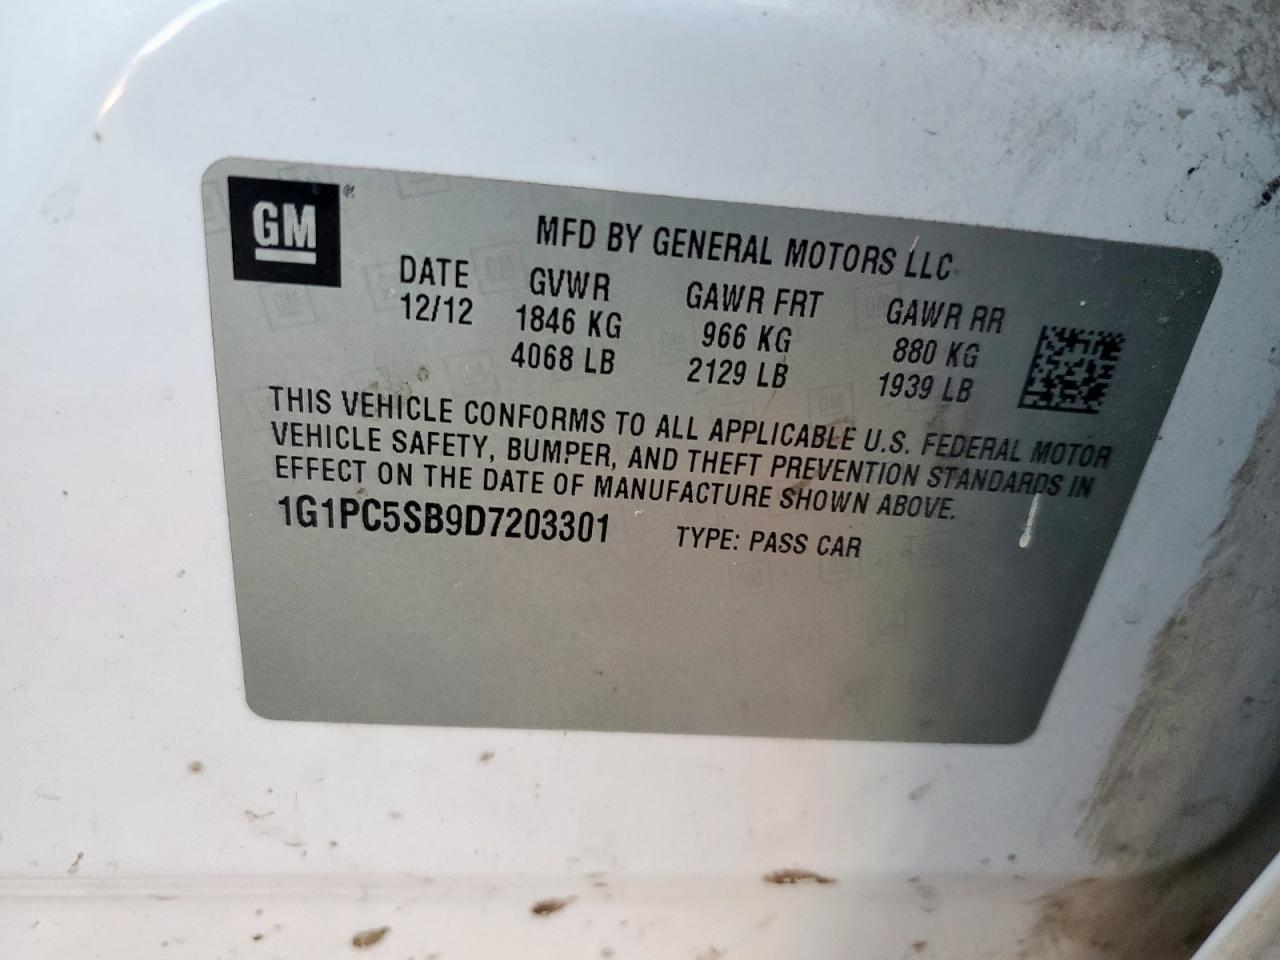 GM ®
MFD BY GENERAL MOTORS LLC
DATE GVWR GAWR FRT GAWR RR
12/12 1846 KG 966 KG 880 KG
4068 LB 2129 LB 1939 LB
THIS VEHICLE CONFORMS TO ALL APPLICABLE U.S. FEDERAL MOTOR
VEHICLE SAFETY, BUMPER, AND THEFT PREVENTION STANDARDS IN
EFFECT ON THE DATE OF MANUFACTURE SHOWN ABOVE.
1G1PC5SB9D7203301 TYPE: PASS CAR